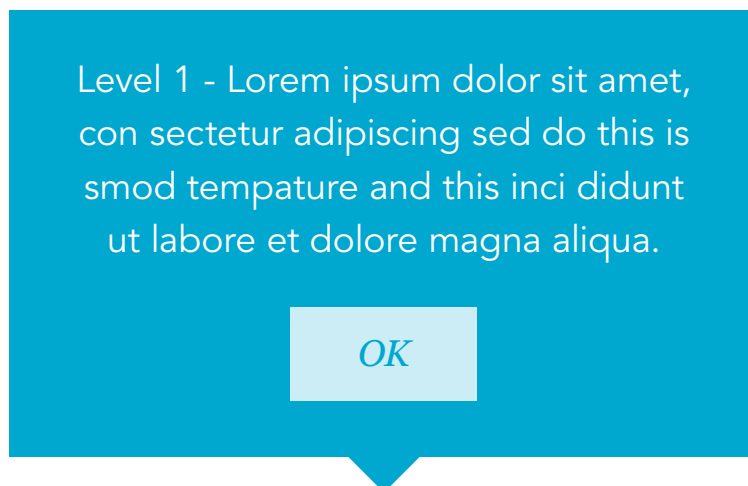 Level 1 - Lorem ipsum dolor sit amet,
con sectetur adipiscing sed do this is
smod tempature and this inci didunt
ut labore et dolore magna aliqua.
OK